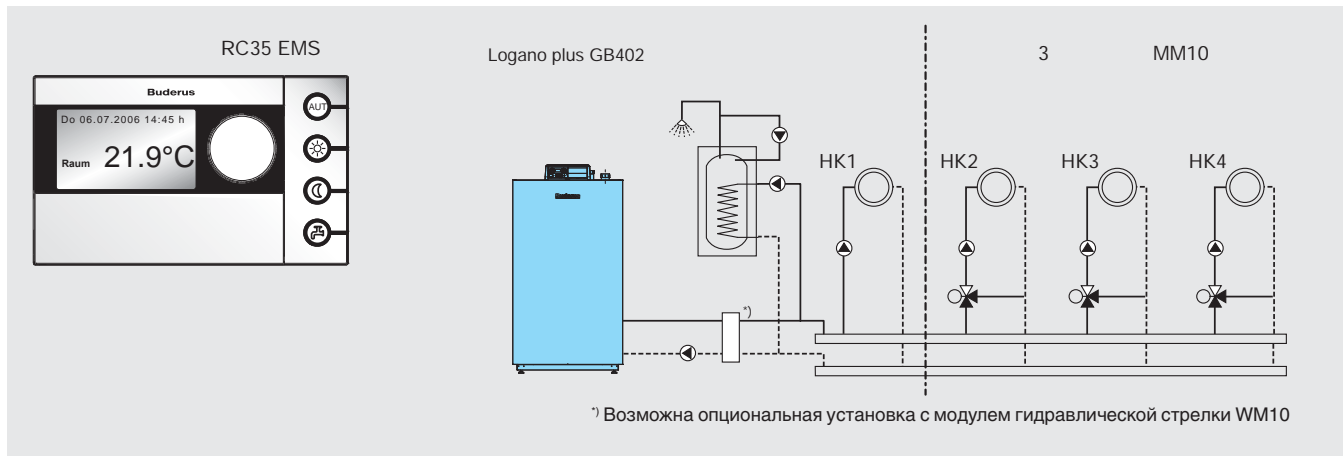 RC35 EMS
Logano plus GB402
3 MM10
Buderus
Do 06.07.2006 14:45 h
Raum 21.9°C
AUT
Buderus
HK1
HK2
HK3
HK4
*)
*) Возможна опциональная установка с модулем гидравлической стрелки WM10